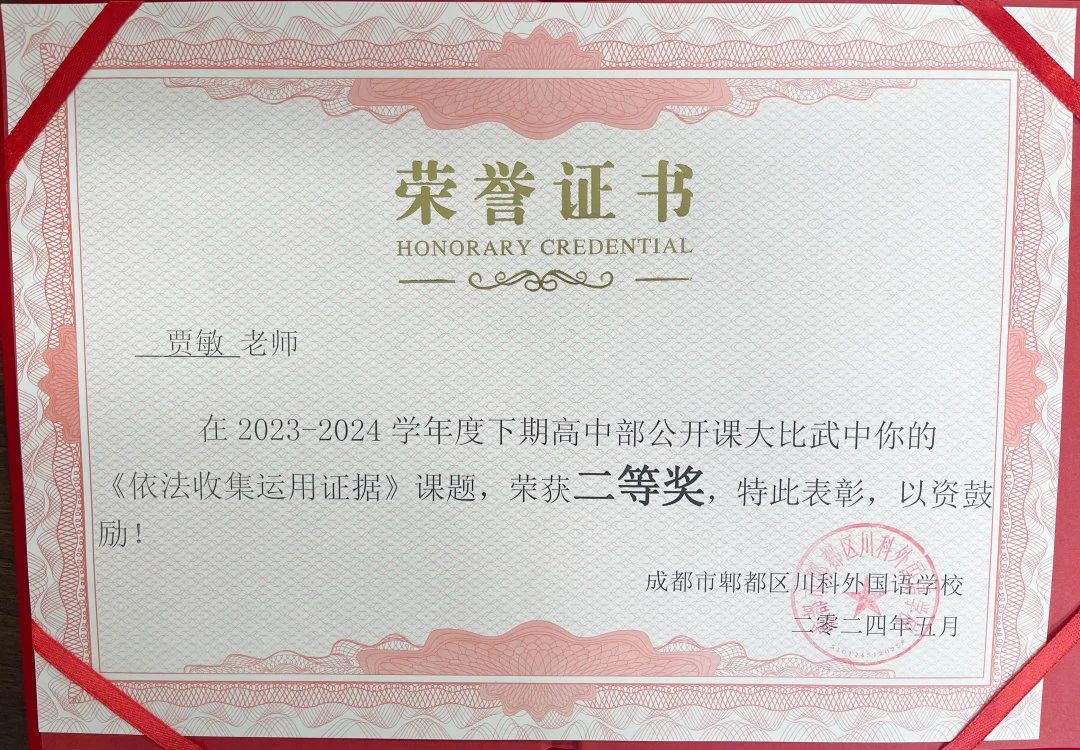 荣誉证书
HONORARY CREDENTIAL
贾敏 老师
在 2023-2024 学年度下期高中部公开课大比武中你的
《依法收集运用证据》课题，荣获二等奖，特此表彰，以资鼓
励！
成都市郫都区川科外国语学校
二零二四年五月